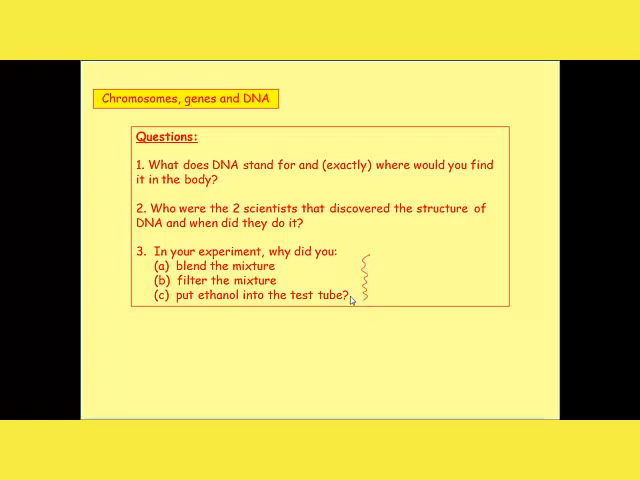 Chromosomes, genes and DNA
Questions:
1. What does DNA stand for and (exactly) where would you find
it in the body?
2. Who were the 2 scientists that discovered the structure of
DNA and when did they do it?
3. In your experiment, why did you:
(a) blend the mixture
(b) filter the mixture
(c) put ethanol into the test tube?